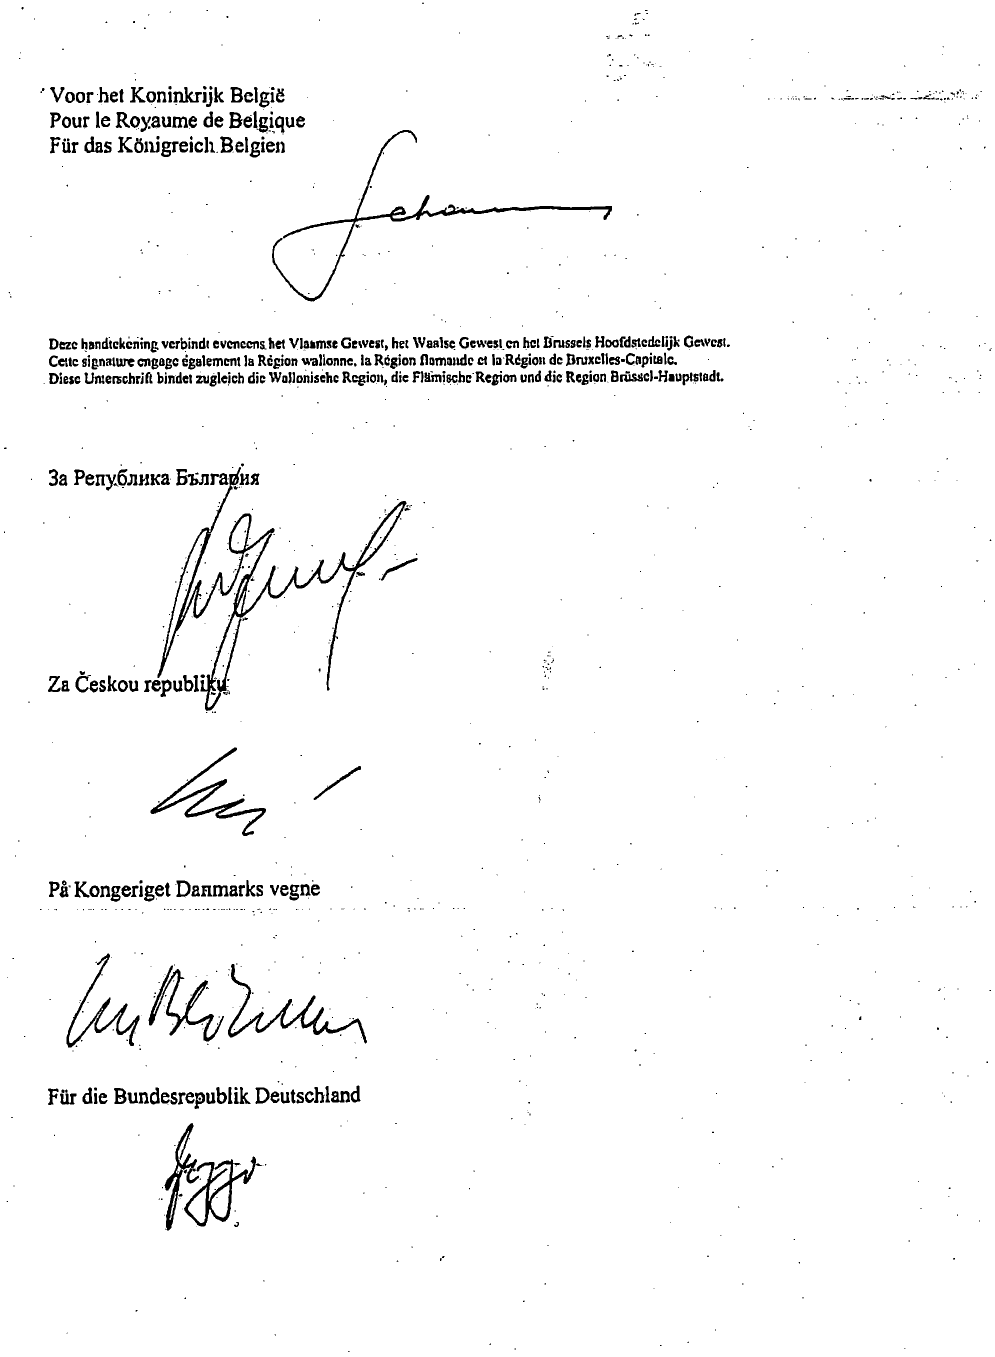 Voor het Koninkrijk België
Pour le Royaume de Belgique
Für das Königreich Belgien
Deze handtekening verbindt eveneens het Vlaamse Gewest, het Waalse Gewest en het Brussels Hoofdstedelijk Gewest.
Cette signature engage également la Région wallonne, la Région flamande et la Région de Bruxelles-Capitale.
Diese Unterschrift bindet zugleich die Wallonische Region, die Flämische Region und die Region Brüssel-Hauptstadt.
За Република България
Za Českou republiku
På Kongeriget Danmarks vegne
Für die Bundesrepublik Deutschland